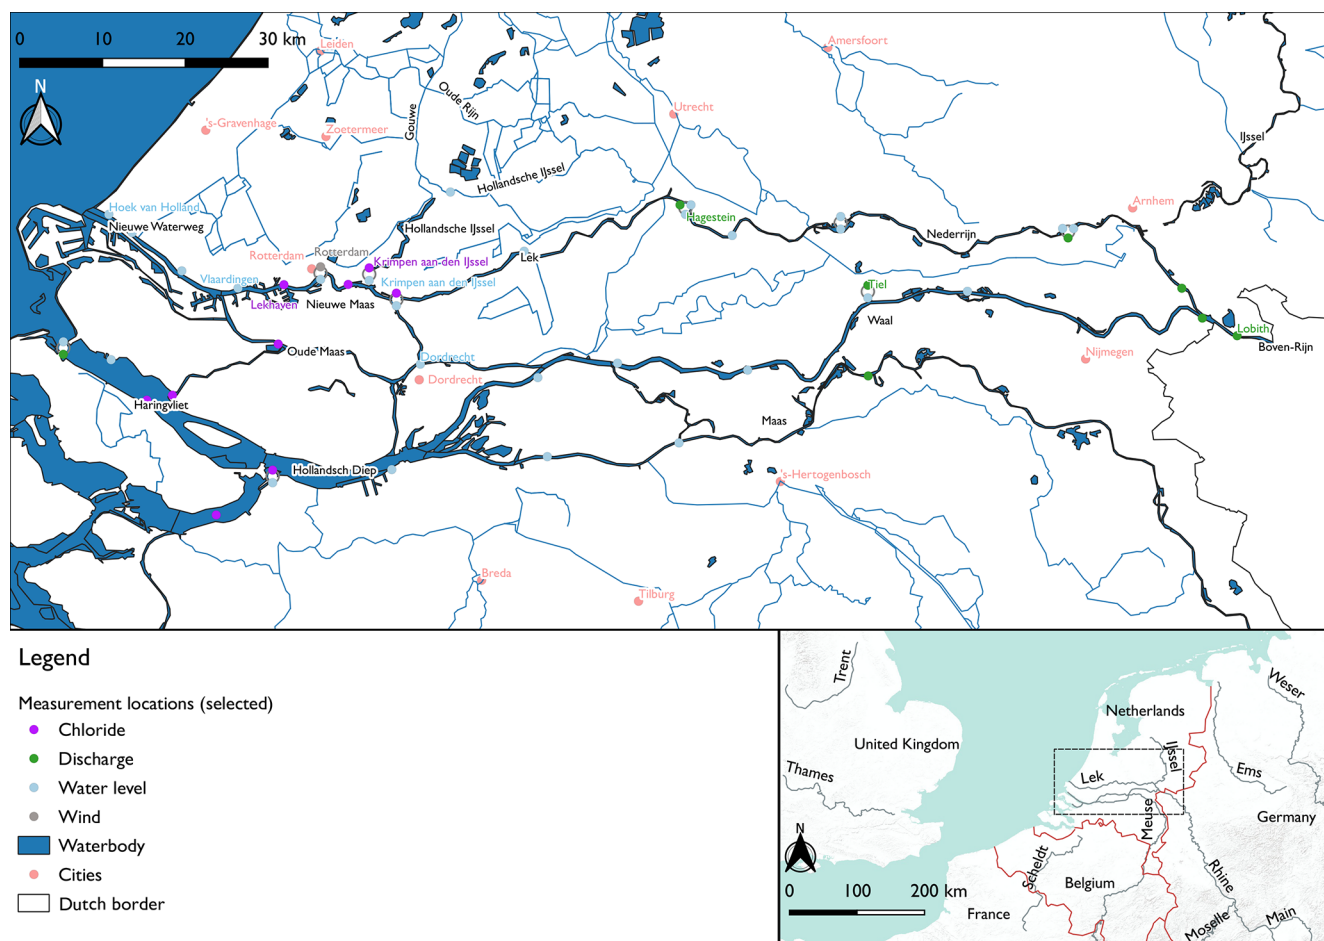 0 10 20 30 km
N
Leiden
Amersfoort
Oude Rijn
Utrecht
's-Gravenhage
Zoetermeer
Gouwe
IJssel
Hollandsche IJssel
Arnhem
Hoek van Holland
Nieuwe Waterweg
Hagestein
Hollandsche IJssel
Nederrijn
Rotterdam
Rotterdam
Lek
Krimpen aan den IJssel
Vlaardingen
Krimpen aan den IJssel
Tiel
Lekhaven
Nieuwe Maas
Waal
Lobith
Boven-Rijn
Oude Maas
Dordrecht
Nijmegen
Dordrecht
Haringvliet
Maas
Hollandsch Diep
's-Hertogenbosch
Breda
Tilburg
Legend
Measurement locations (selected)
Chloride
Discharge
Water level
Wind
Waterbody
Cities
Dutch border
Trent
Weser
Netherlands
United Kingdom
IJssel
Thames
Lek
Ems
Meuse
Germany
N
Scheldt
Rhine
Belgium
0 100 200 km
France
Moselle
Main